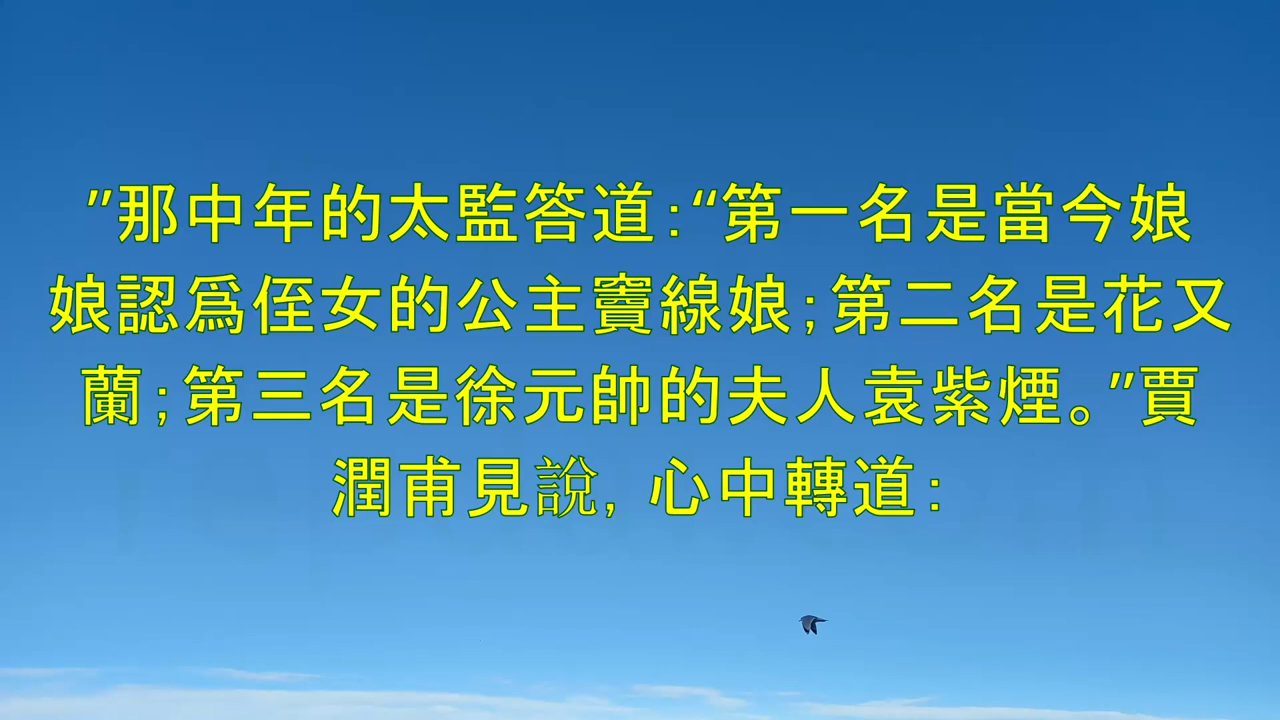 ”那中年的太監答道:“第一名是當今娘
娘認爲侄女的公主竇線娘;第二名是花又
蘭;第三名是徐元帥的夫人袁紫煙。”賈
潤甫見說, 心中轉道: